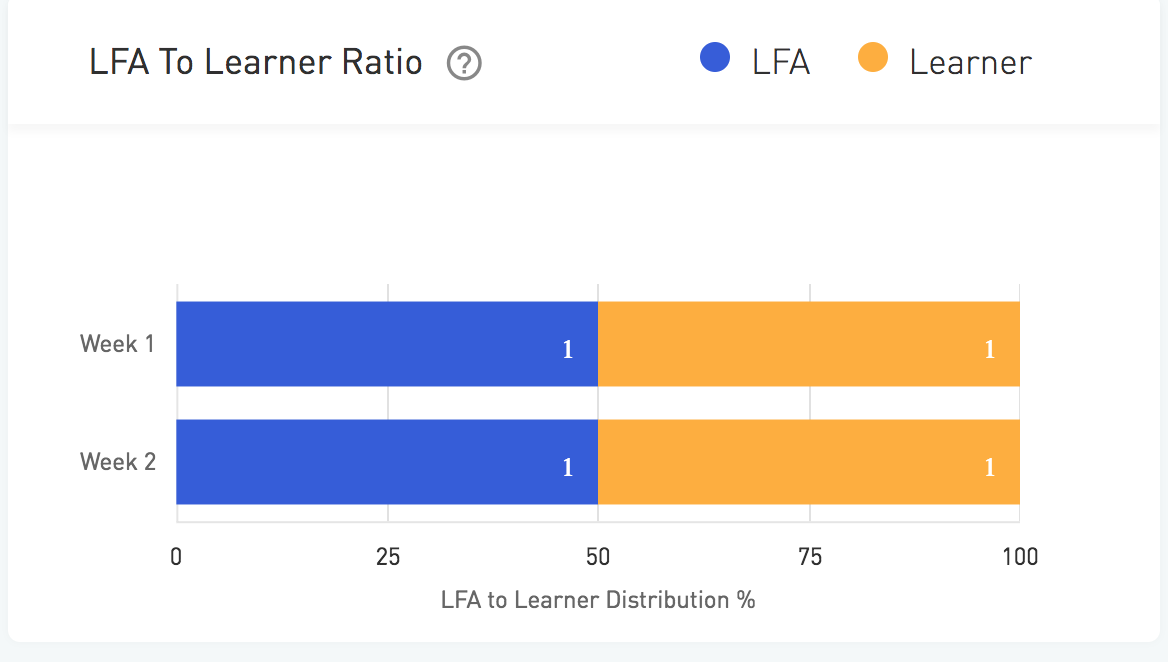 LFA To Learner Ratio ? LFA Learner
Week 1 1 1
Week 2 1 1
0 25 50 75 100
LFA to Learner Distribution %